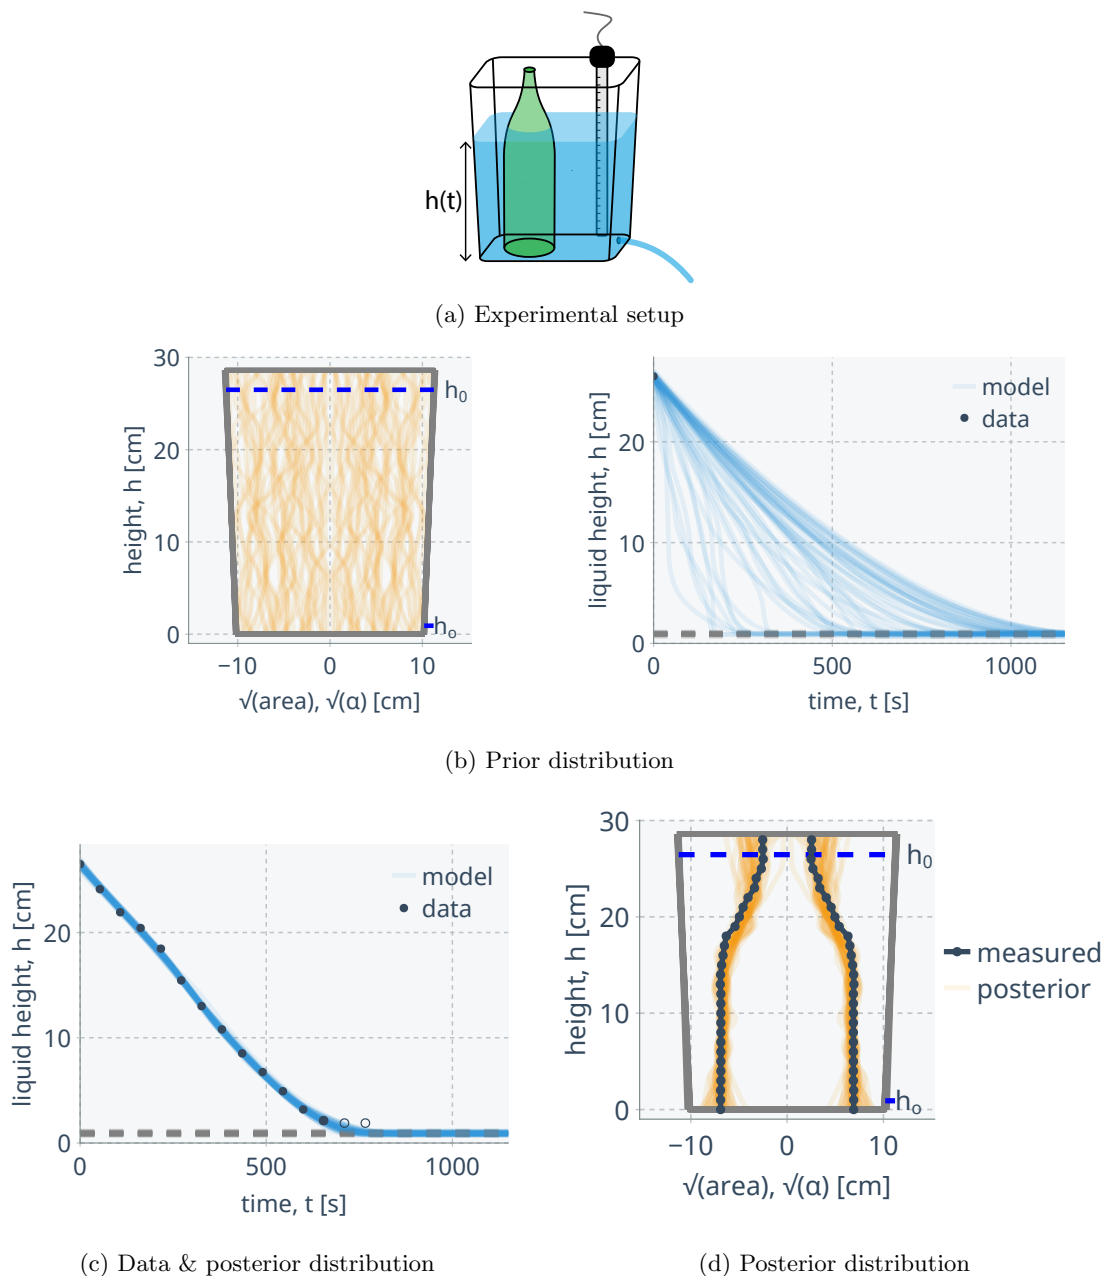 h(t)
(a) Experimental setup
30
20
10
0
height, h [cm]
h₀
hₒ
−10 0 10
√(area), √(α) [cm]
20
10
0
liquid height, h [cm]
model
data
0 500 1000
time, t [s]
(b) Prior distribution
20
10
0
liquid height, h [cm]
model
data
0 500 1000
time, t [s]
30
20
10
0
height, h [cm]
h₀
hₒ
measured
posterior
−10 0 10
√(area), √(α) [cm]
(c) Data & posterior distribution
(d) Posterior distribution